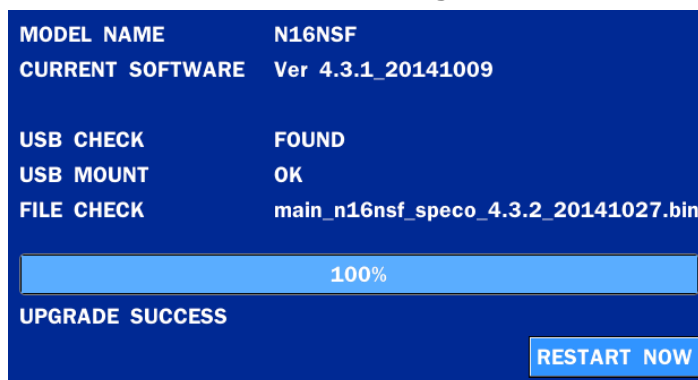 MODEL NAME N16NSF
CURRENT SOFTWARE Ver 4.3.1_20141009
USB CHECK FOUND
USB MOUNT OK
FILE CHECK main_n16nsf_speco_4.3.2_20141027.bin
100%
UPGRADE SUCCESS
RESTART NOW